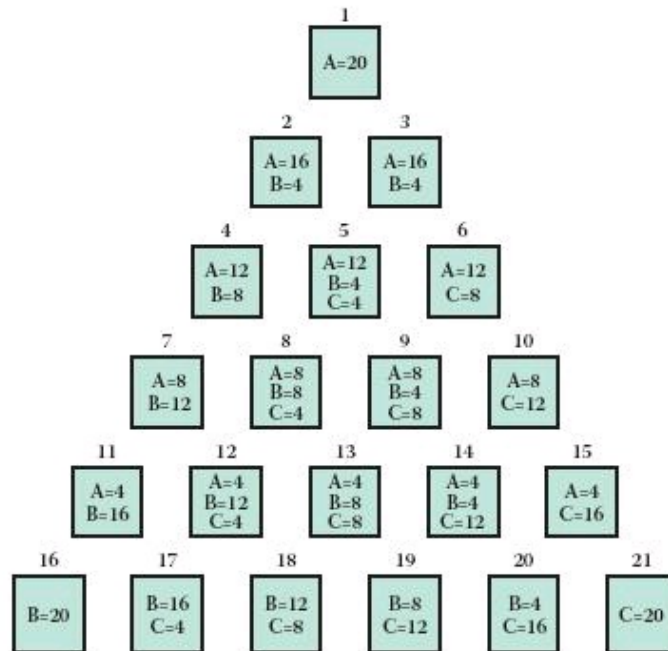 1
A=20
2 3
A=16 A=16
B=4 B=4
4 5 6
A=12 A=12 A=12
B=8 B=4 C=8
C=4
7 8 9 10
A=8 A=8 A=8 A=8
B=12 B=8 B=4 C=12
C=4 C=8
11 12 13 14 15
A=4 A=4 A=4 A=4 A=4
B=16 B=12 B=8 B=4 C=16
C=4 C=8 C=12
16 17 18 19 20 21
B=20 B=16 B=12 B=8 B=4 C=20
C=4 C=8 C=12 C=16